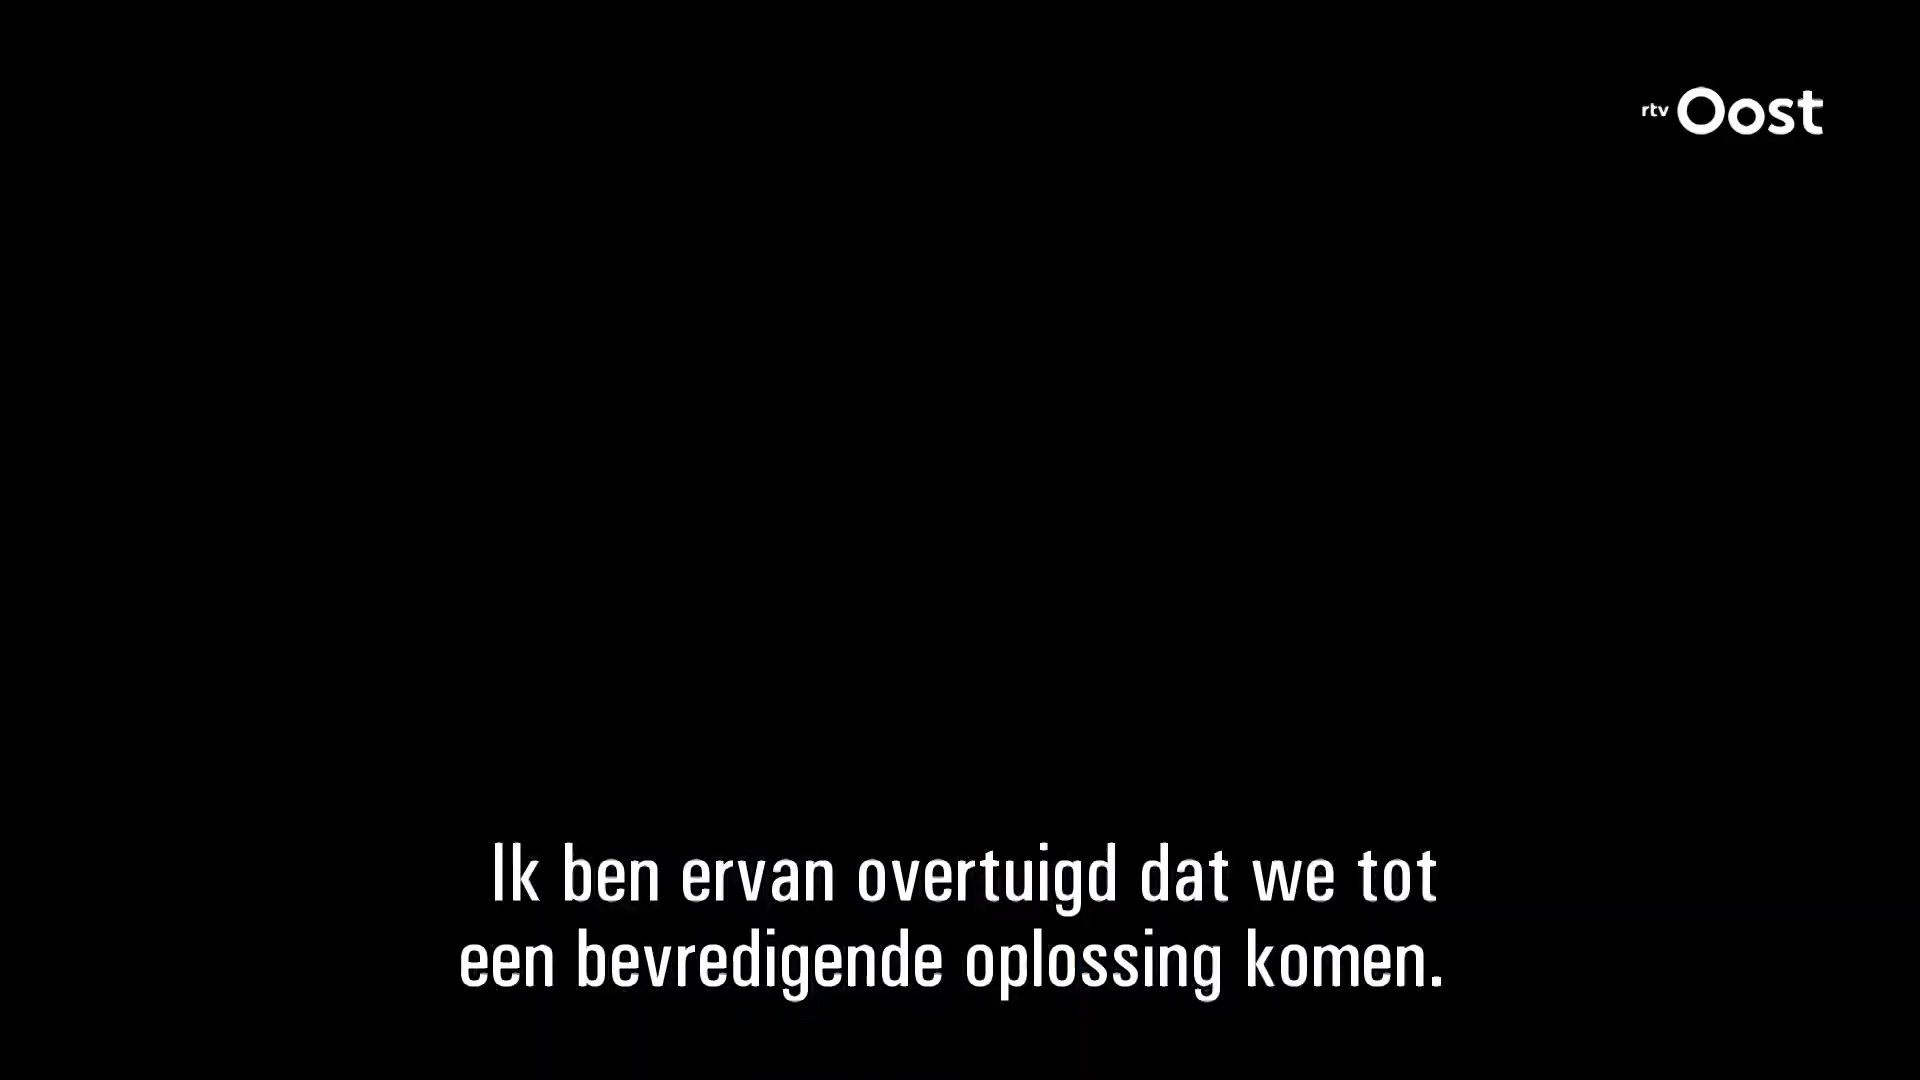 rtv Oost
Ik ben ervan overtuigd dat we tot
een bevredigende oplossing komen.